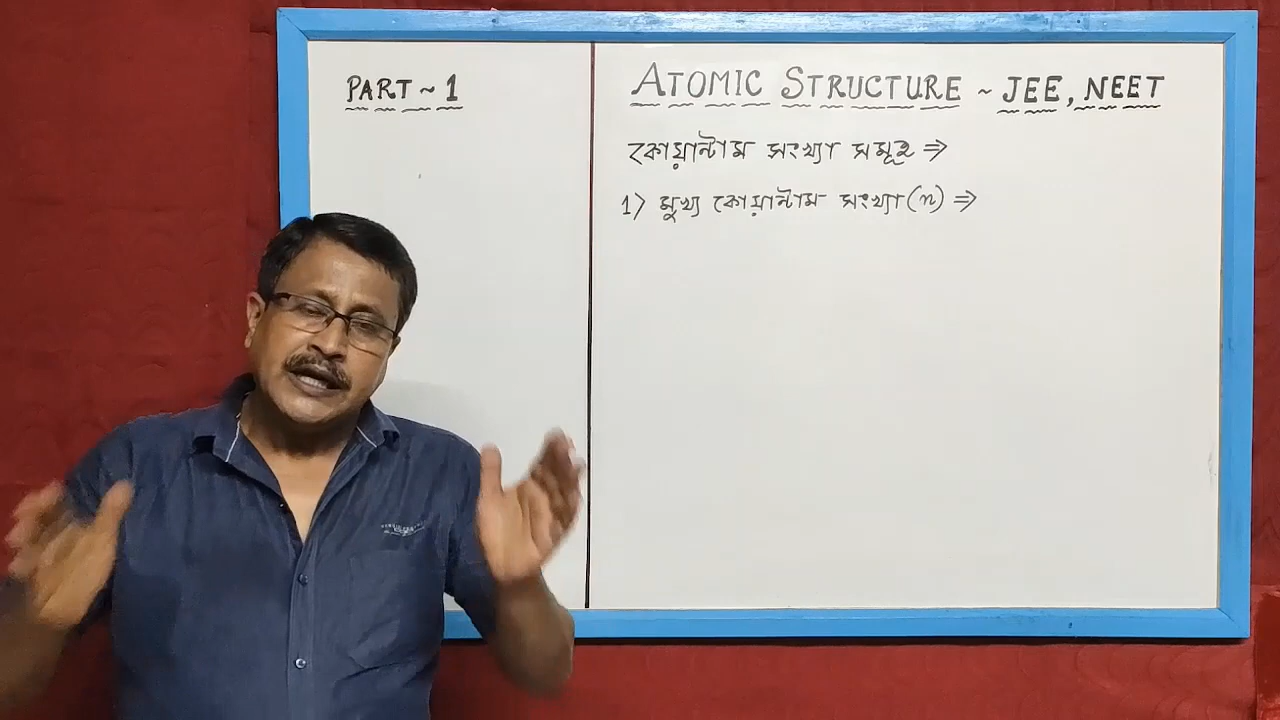 PART ~ 1
ATOMIC STRUCTURE ~ JEE, NEET
কোয়ান্টাম সংখ্যা সমূহ ⇒
1) মুখ্য কোয়ান্টাম সংখ্যা (n) ⇒